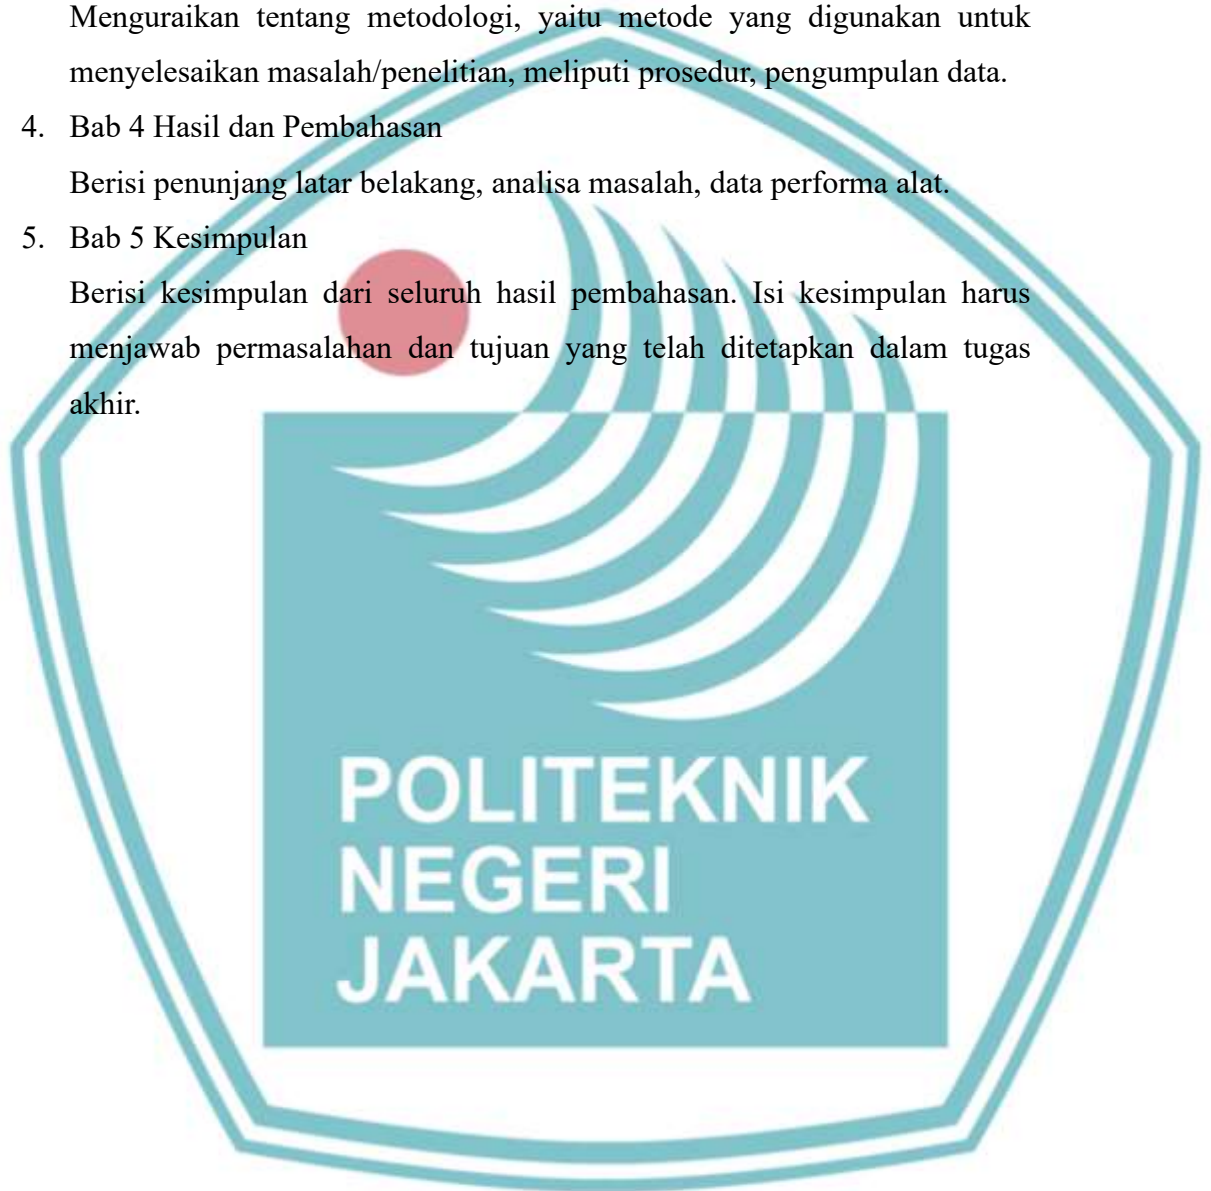 Menguraikan tentang metodologi, yaitu metode yang digunakan untuk
menyelesaikan masalah/penelitian, meliputi prosedur, pengumpulan data.
4. Bab 4 Hasil dan Pembahasan
Berisi penunjang latar belakang, analisa masalah, data performa alat.
5. Bab 5 Kesimpulan
Berisi kesimpulan dari seluruh hasil pembahasan. Isi kesimpulan harus
menjawab permasalahan dan tujuan yang telah ditetapkan dalam tugas
akhir.
POLITEKNIK
NEGERI
JAKARTA